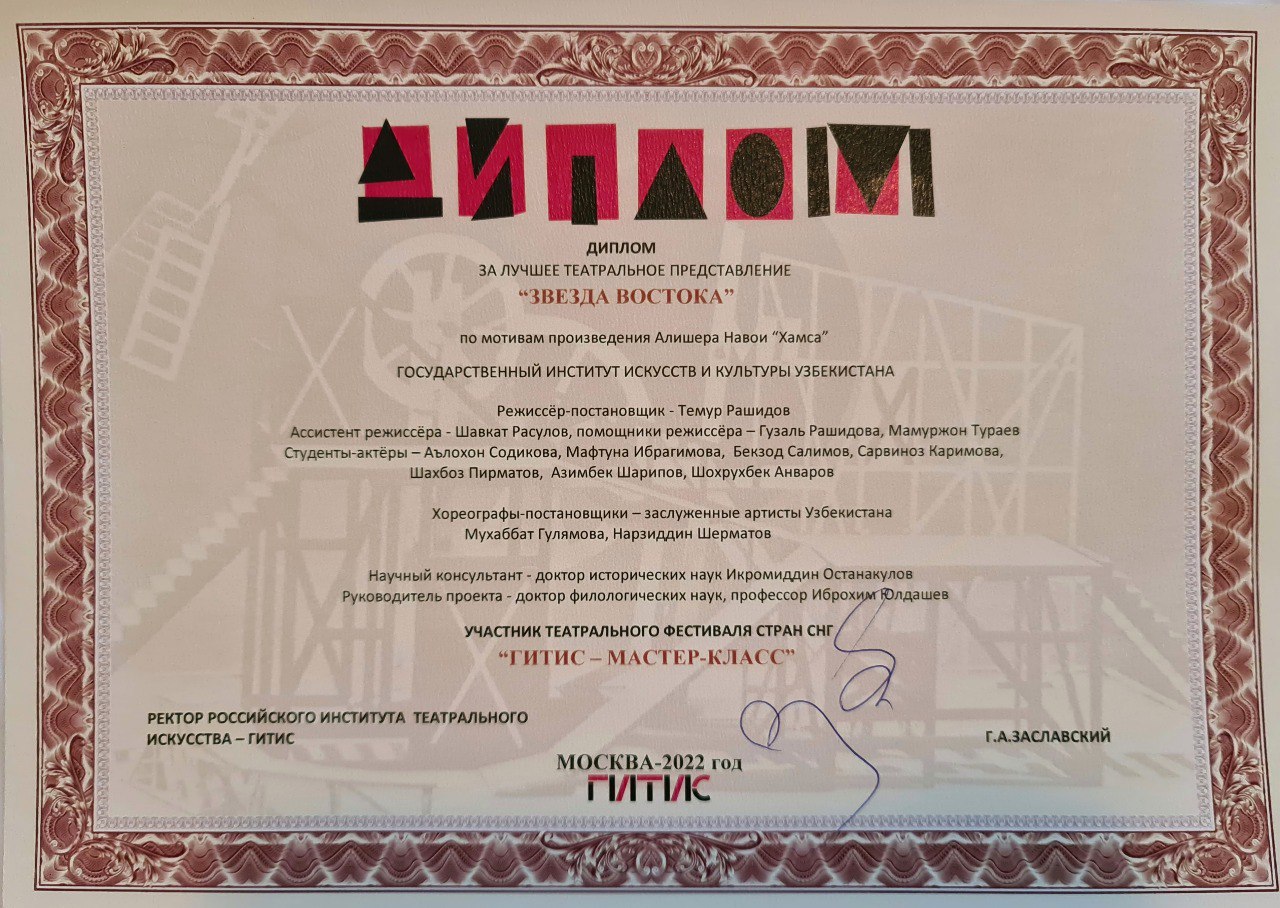 ДИПЛОМ
ДИПЛОМ
ЗА ЛУЧШЕЕ ТЕАТРАЛЬНОЕ ПРЕДСТАВЛЕНИЕ
“ЗВЕЗДА ВОСТОКА”
по мотивам произведения Алишера Навои “Хамса”
ГОСУДАРСТВЕННЫЙ ИНСТИТУТ ИСКУССТВ И КУЛЬТУРЫ УЗБЕКИСТАНА
Режиссёр-постановщик - Темур Рашидов
Ассистент режиссёра - Шавкат Расулов, помощники режиссёра – Гузаль Рашидова, Мамуржон Тураев
Студенты-актёры – Аълохон Содикова, Мафтуна Ибрагимова, Бекзод Салимов, Сарвиноз Каримова,
Шахбоз Пирматов, Азимбек Шарипов, Шохрухбек Анваров
Хореографы-постановщики – заслуженные артисты Узбекистана
Мухаббат Гулямова, Нарзиддин Шерматов
Научный консультант - доктор исторических наук Икромиддин Останакулов
Руководитель проекта - доктор филологических наук, профессор Иброхим Юлдашев
УЧАСТНИК ТЕАТРАЛЬНОГО ФЕСТИВАЛЯ СТРАН СНГ
“ГИТИС – МАСТЕР-КЛАСС”
РЕКТОР РОССИЙСКОГО ИНСТИТУТА ТЕАТРАЛЬНОГО
ИСКУССТВА – ГИТИС
Г.А.ЗАСЛАВСКИЙ
МОСКВА-2022 год
ГИТИС